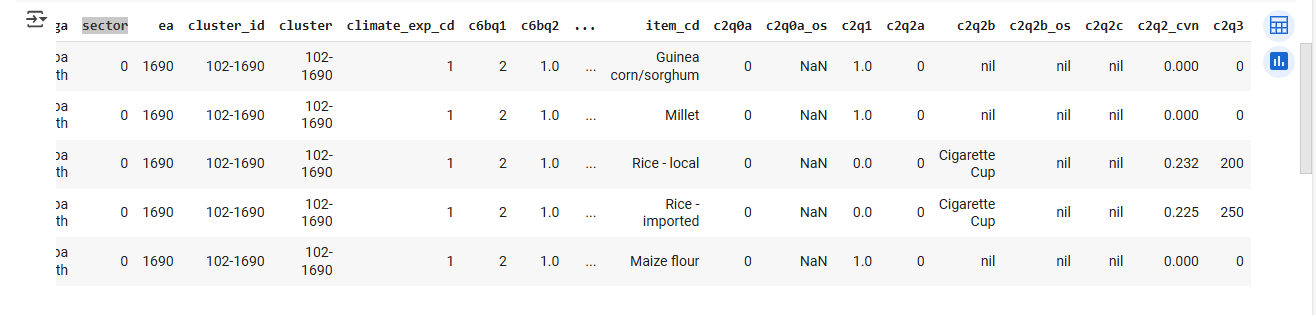 ga sector ea cluster_id cluster climate_exp_cd c6bq1 c6bq2 ... item_cd c2q0a c2q0a_os c2q1 c2q2a c2q2b c2q2b_os c2q2c c2q2_cvn c2q3
pa th 0 1690 102-1690 102-1690 1 2 1.0 ... Guinea corn/sorghum 0 NaN 1.0 0 nil nil nil 0.000 0
pa th 0 1690 102-1690 102-1690 1 2 1.0 ... Millet 0 NaN 1.0 0 nil nil nil 0.000 0
pa th 0 1690 102-1690 102-1690 1 2 1.0 ... Rice - local 0 NaN 0.0 0 Cigarette Cup nil nil 0.232 200
pa th 0 1690 102-1690 102-1690 1 2 1.0 ... Rice - imported 0 NaN 0.0 0 Cigarette Cup nil nil 0.225 250
pa th 0 1690 102-1690 102-1690 1 2 1.0 ... Maize flour 0 NaN 1.0 0 nil nil nil 0.000 0